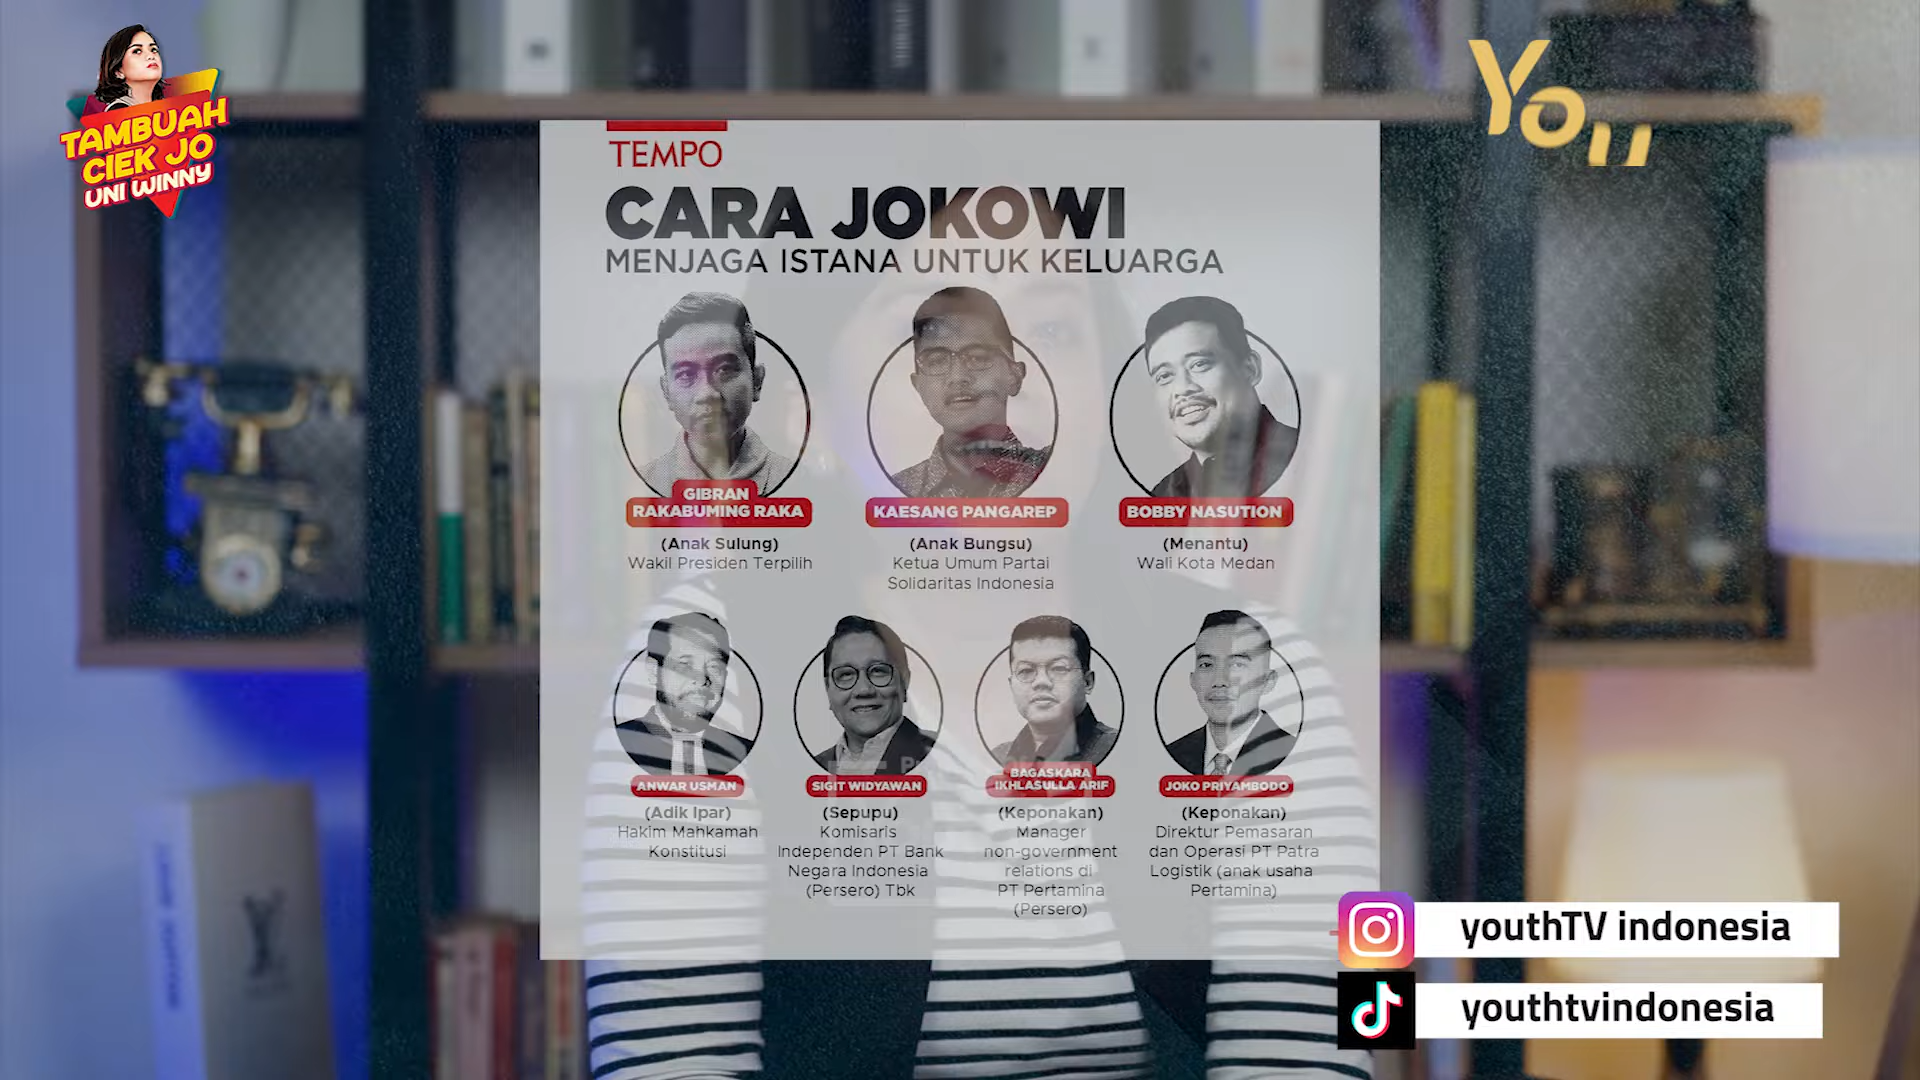 TAMBUAH
CIEK JO
UNI WINNY
You
TEMPO
CARA JOKOWI
MENJAGA ISTANA UNTUK KELUARGA
GIBRAN
RAKABUMING RAKA
(Anak Sulung)
Wakil Presiden Terpilih
KAESANG PANGAREP
(Anak Bungsu)
Ketua Umum Partai
Solidaritas Indonesia
BOBBY NASUTION
(Menantu)
Wali Kota Medan
ANWAR USMAN
(Adik Ipar)
Hakim Mahkamah
Konstitusi
SIGIT WIDYAWAN
(Sepupu)
Komisaris
Independen PT Bank
Negara Indonesia
(Persero) Tbk
BAGASKARA
IKHLASULLA ARIF
(Keponakan)
Manager
non-government
relations di
PT Pertamina
(Persero)
JOKO PRIYAMBODO
(Keponakan)
Direktur Pemasaran
dan Operasi PT Patra
Logistik (anak usaha
Pertamina)
youthTV indonesia
youthtvindonesia